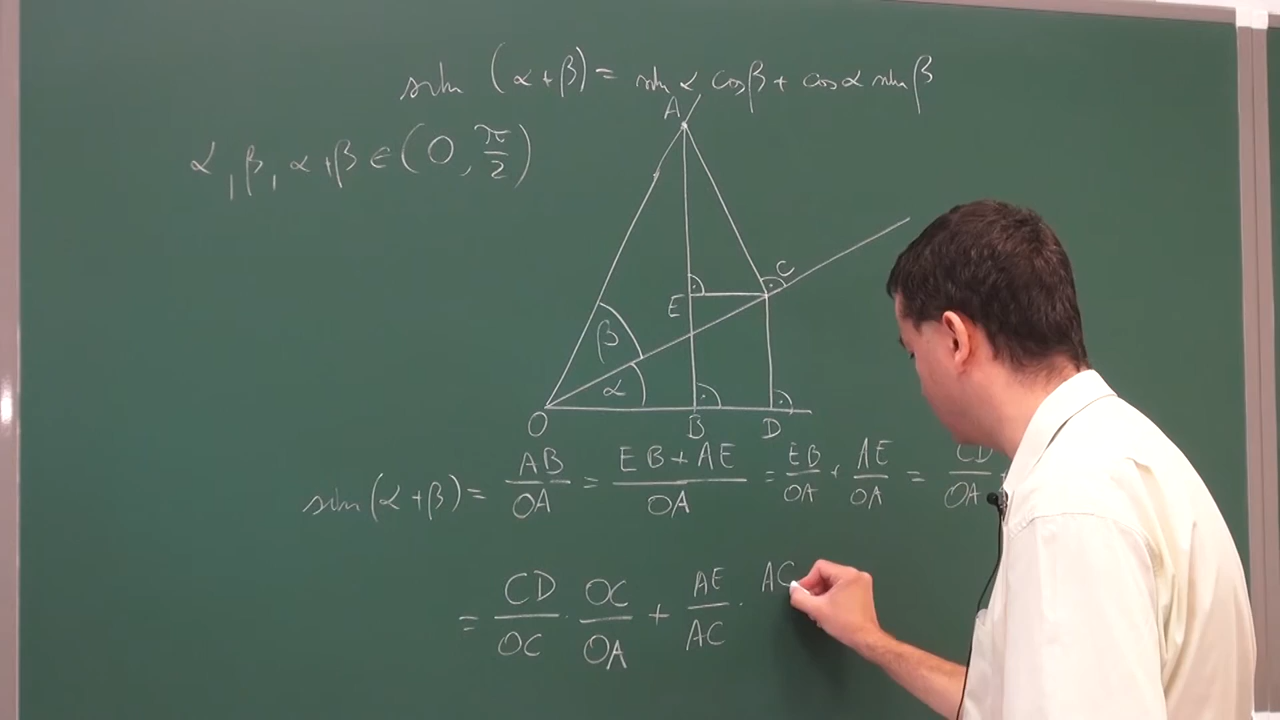 sin (α+β) = sin α cos β + cos α sin β
α, β, α+β ∈ (0, π/2)
A
C
E
β
α
O B D
sin(α+β) = AB/OA = (EB+AE)/OA = EB/OA + AE/OA = CD/OA +
= CD/OC · OC/OA + AE/AC · AC